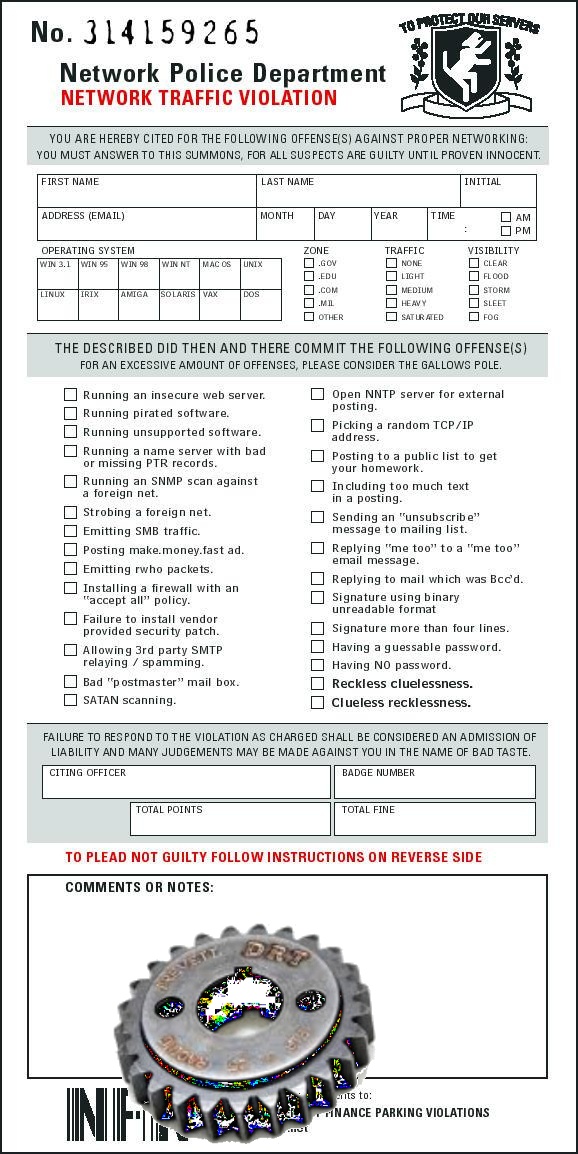 No. 314159265
TO PROTECT OUR SERVERS
Network Police Department
NETWORK TRAFFIC VIOLATION
YOU ARE HEREBY CITED FOR THE FOLLOWING OFFENSE(S) AGAINST PROPER NETWORKING:
YOU MUST ANSWER TO THIS SUMMONS, FOR ALL SUSPECTS ARE GUILTY UNTIL PROVEN INNOCENT.
FIRST NAME LAST NAME INITIAL
ADDRESS (EMAIL) MONTH DAY YEAR TIME : AM
PM
OPERATING SYSTEM ZONE TRAFFIC VISIBILITY
WIN 3.1 WIN 95 WIN 98 WIN NT MAC OS UNIX .GOV NONE CLEAR
.EDU LIGHT FLOOD
LINUX IRIX AMIGA SOLARIS VAX DOS .COM MEDIUM STORM
.MIL HEAVY SLEET
OTHER SATURATED FOG
THE DESCRIBED DID THEN AND THERE COMMIT THE FOLLOWING OFFENSE(S)
FOR AN EXCESSIVE AMOUNT OF OFFENSES, PLEASE CONSIDER THE GALLOWS POLE.
Running an insecure web server.
Running pirated software.
Running unsupported software.
Running a name server with bad
or missing PTR records.
Running an SNMP scan against
a foreign net.
Strobing a foreign net.
Emitting SMB traffic.
Posting make.money.fast ad.
Emitting rwho packets.
Installing a firewall with an
"accept all" policy.
Failure to install vendor
provided security patch.
Allowing 3rd party SMTP
relaying / spamming.
Bad "postmaster" mail box.
SATAN scanning.
Open NNTP server for external
posting.
Picking a random TCP/IP
address.
Posting to a public list to get
your homework.
Including too much text
in a posting.
Sending an "unsubscribe"
message to mailing list.
Replying "me too" to a "me too"
email message.
Replying to mail which was Bcc'd.
Signature using binary
unreadable format
Signature more than four lines.
Having a guessable password.
Having NO password.
Reckless cluelessness.
Clueless recklessness.
FAILURE TO RESPOND TO THE VIOLATION AS CHARGED SHALL BE CONSIDERED AN ADMISSION OF
LIABILITY AND MANY JUDGEMENTS MAY BE MADE AGAINST YOU IN THE NAME OF BAD TASTE.
CITING OFFICER BADGE NUMBER
TOTAL POINTS TOTAL FINE
TO PLEAD NOT GUILTY FOLLOW INSTRUCTIONS ON REVERSE SIDE
COMMENTS OR NOTES:
DRT
to:
FINANCE PARKING VIOLATIONS